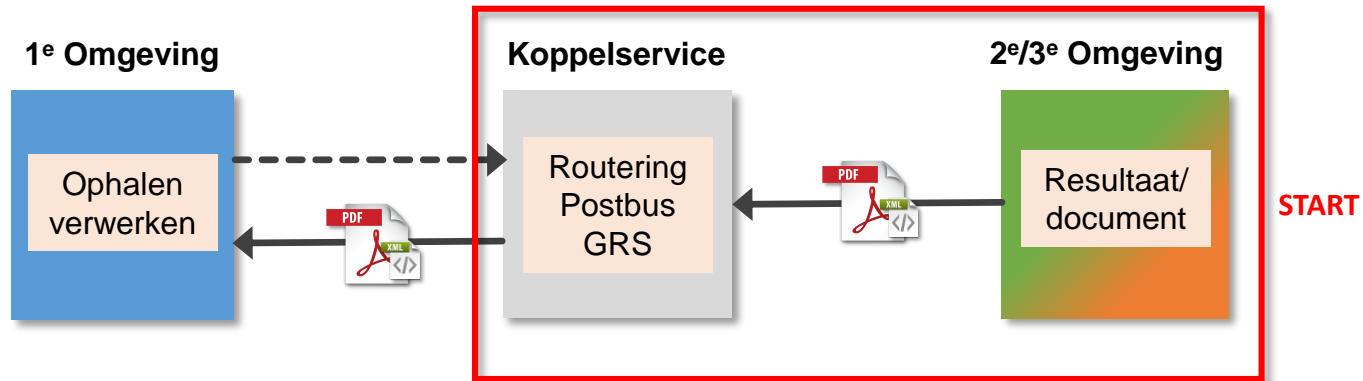 1e Omgeving
Koppelservice
2e/3e Omgeving
Ophalen
verwerken
PDF
XML
</>
Routering
Postbus
GRS
PDF
XML
</>
Resultaat/
document
START